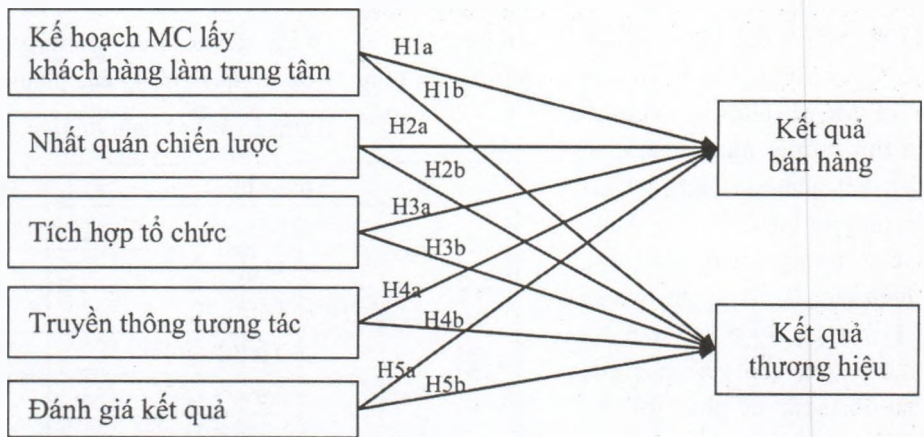 Kế hoạch MC lấy
khách hàng làm trung tâm
Nhất quán chiến lược
Tích hợp tổ chức
Truyền thông tương tác
Đánh giá kết quả
H1a
H1b
H2a
H2b
H3a
H3b
H4a
H4b
H5a
H5b
Kết quả
bán hàng
Kết quả
thương hiệu